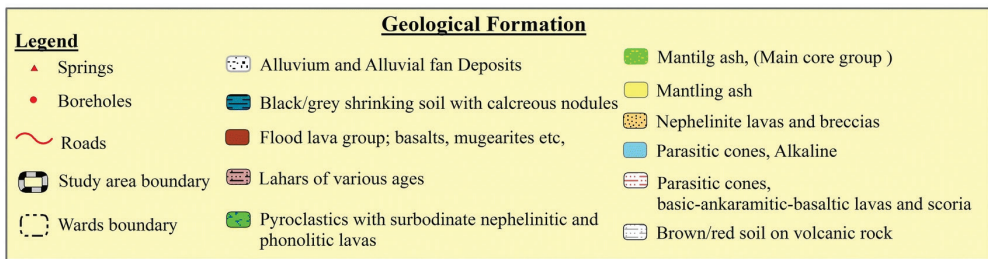 Geological Formation
Legend
Springs
Boreholes
Roads
Study area boundary
Wards boundary
Alluvium and Alluvial fan Deposits
Black/grey shrinking soil with calcreous nodules
Flood lava group; basalts, mugearites etc,
Lahars of various ages
Pyroclastics with surbodinate nephelinitic and
phonolitic lavas
Mantilg ash, (Main core group )
Mantling ash
Nephelinite lavas and breccias
Parasitic cones, Alkaline
Parasitic cones,
basic-ankaramitic-basaltic lavas and scoria
Brown/red soil on volcanic rock